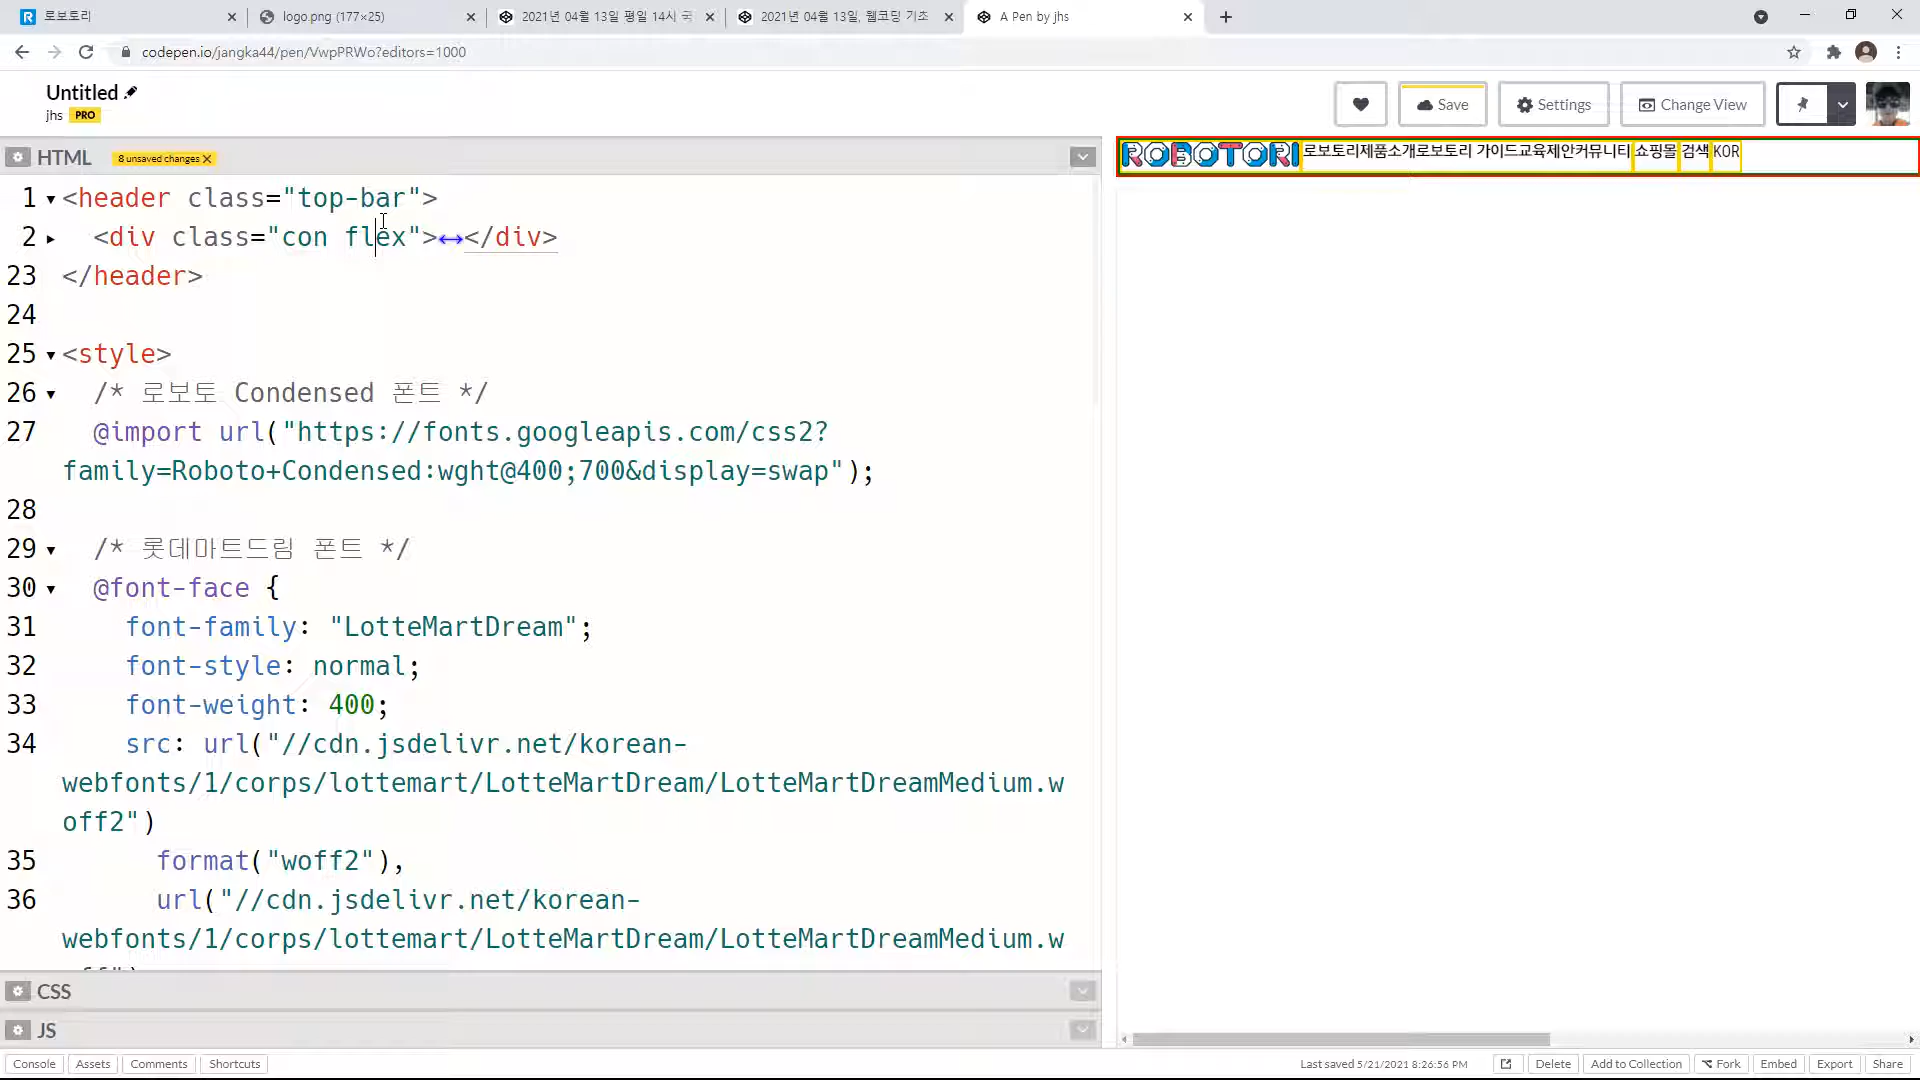 로보토리
logo.png (177×25)
2021년 04월 13일 평일 14시 국
2021년 04월 13일, 웹코딩 기초
A Pen by jhs
codepen.io/jangka44/pen/VwpPRWo?editors=1000
Untitled
jhs PRO
Save
Settings
Change View
HTML
8 unsaved changes ×
ROBOTORI 로보토리제품소개로보토리 가이드교육제안커뮤니티 쇼핑몰 검색 KOR
1 <header class="top-bar">
2 <div class="con flex">↔</div>
23 </header>
24
25 <style>
26 /* 로보토 Condensed 폰트 */
27 @import url("https://fonts.googleapis.com/css2?
family=Roboto+Condensed:wght@400;700&display=swap");
28
29 /* 롯데마트드림 폰트 */
30 @font-face {
31 font-family: "LotteMartDream";
32 font-style: normal;
33 font-weight: 400;
34 src: url("//cdn.jsdelivr.net/korean-
webfonts/1/corps/lottemart/LotteMartDream/LotteMartDreamMedium.w
off2")
35 format("woff2"),
36 url("//cdn.jsdelivr.net/korean-
webfonts/1/corps/lottemart/LotteMartDream/LotteMartDreamMedium.w
CSS
JS
Console
Assets
Comments
Shortcuts
Last saved 5/21/2021 8:26:56 PM
Delete
Add to Collection
Fork
Embed
Export
Share